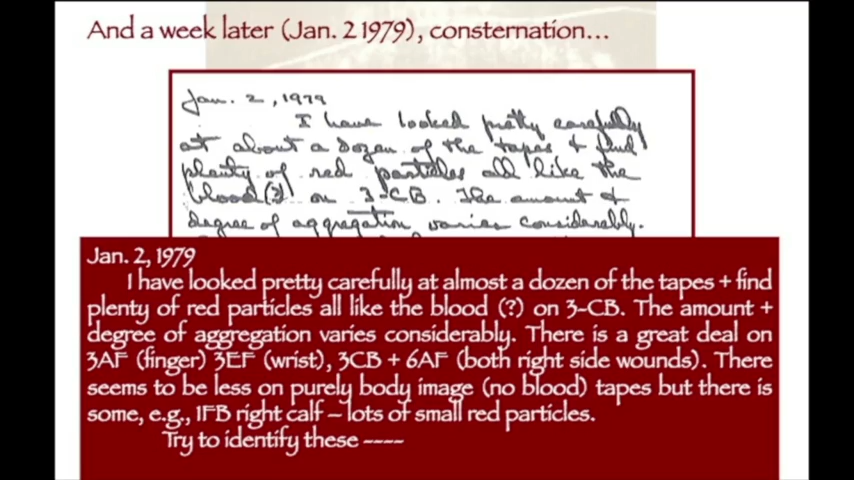 And a week later (Jan. 2 1979), consternation...
Jan. 2, 1979
I have looked pretty carefully
at about a dozen of the tapes + find
plenty of red particles all like the
blood(?) on 3-CB. The amount +
degree of aggregation varies considerably.
Jan. 2, 1979
I have looked pretty carefully at almost a dozen of the tapes + find
plenty of red particles all like the blood (?) on 3-CB. The amount +
degree of aggregation varies considerably. There is a great deal on
3AF (finger) 3EF (wrist), 3CB + 6AF (both right side wounds). There
seems to be less on purely body image (no blood) tapes but there is
some, e.g., 1FB right calf – lots of small red particles.
Try to identify these ----